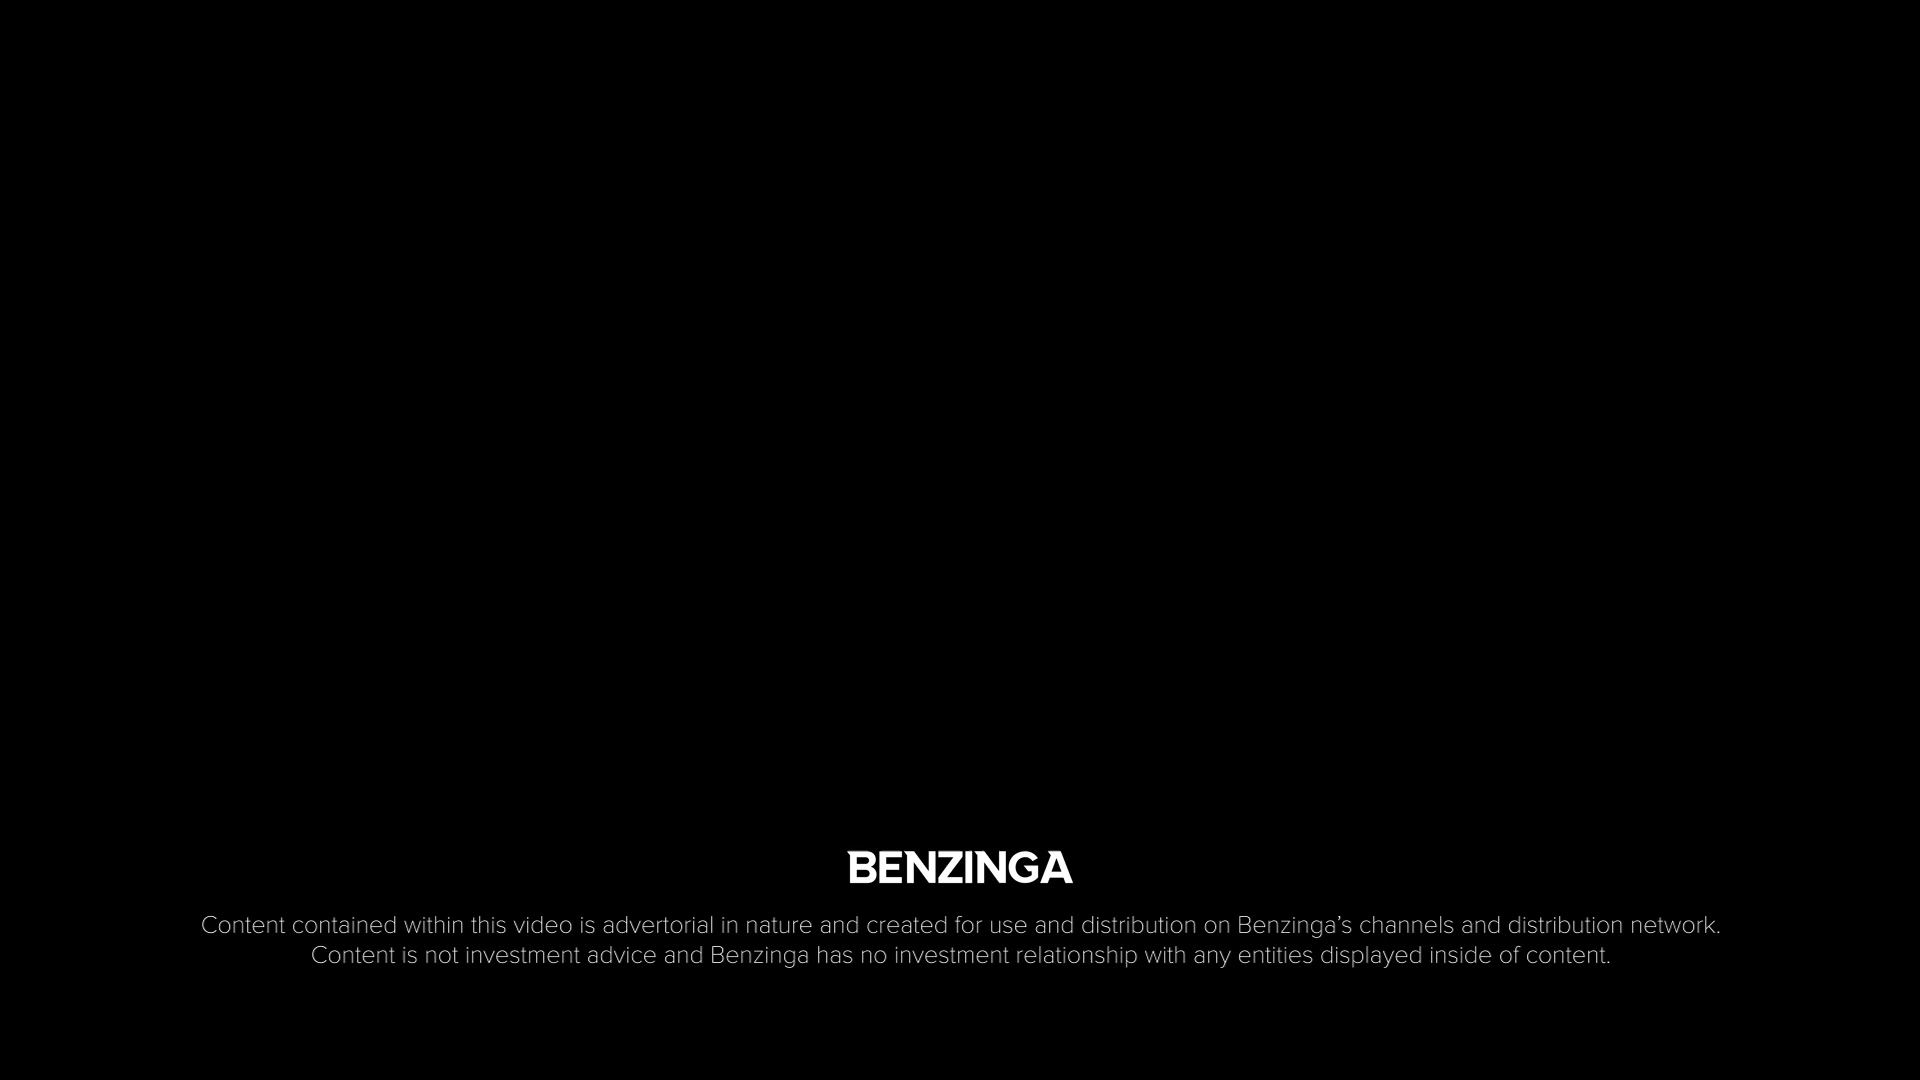 BENZINGA
Content contained within this video is advertorial in nature and created for use and distribution on Benzinga’s channels and distribution network.
Content is not investment advice and Benzinga has no investment relationship with any entities displayed inside of content.